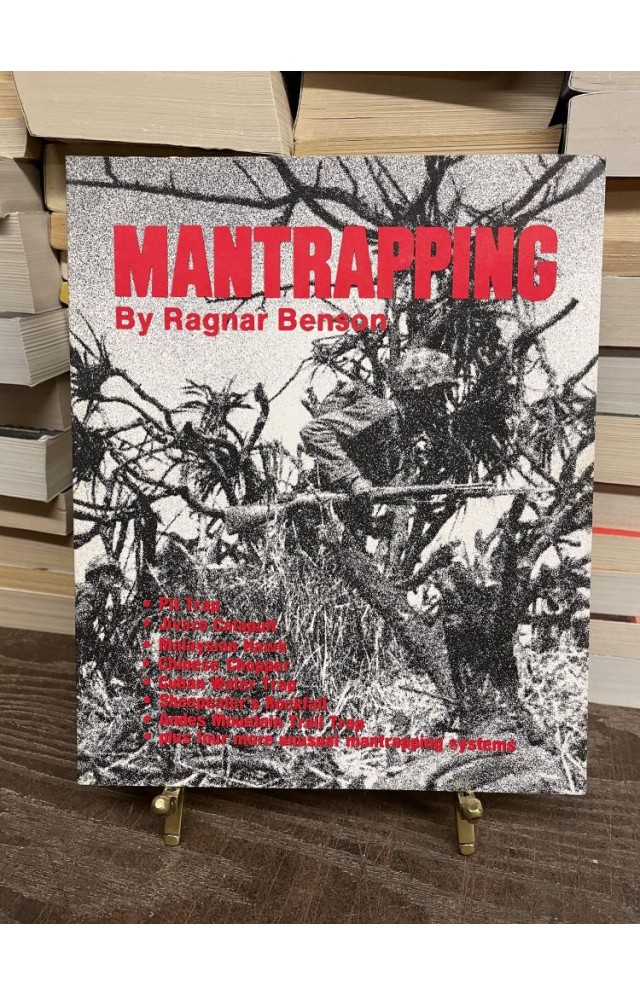 MANTRAPPING
By Ragnar Benson
• Pit Trap
• Jivaro Catapult
• Malaysian Hawk
• Chinese Chopper
• Cuban Water Trap
• Sheepeater's Rockfall
• Andes Mountain Trail Trap
• plus four more unusual mantrapping systems